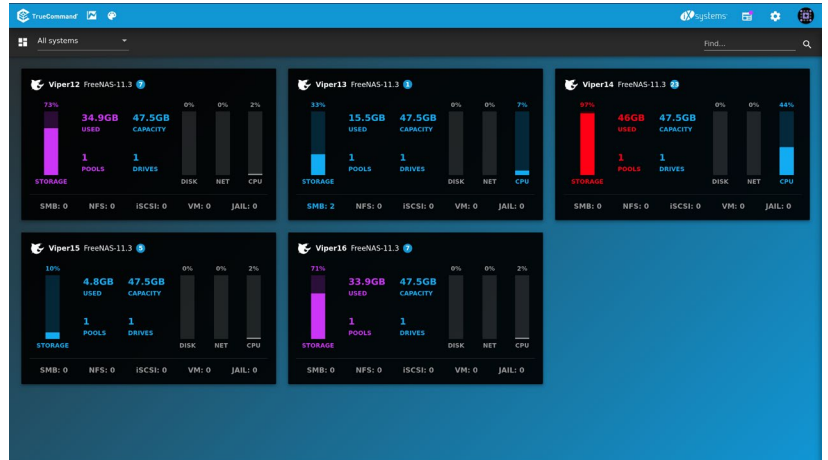 TrueCommand
iXsystems
All systems
Find...
Viper12 FreeNAS-11.3 7
73% 0% 0% 2%
34.9GB 47.5GB
USED CAPACITY
1 1
POOLS DRIVES
STORAGE DISK NET CPU
SMB: 0 NFS: 0 iSCSI: 0 VM: 0 JAIL: 0
Viper13 FreeNAS-11.3 1
33% 0% 0% 7%
15.5GB 47.5GB
USED CAPACITY
1 1
POOLS DRIVES
STORAGE DISK NET CPU
SMB: 2 NFS: 0 iSCSI: 0 VM: 0 JAIL: 0
Viper14 FreeNAS-11.3 23
97% 0% 0% 44%
46GB 47.5GB
USED CAPACITY
1 1
POOLS DRIVES
STORAGE DISK NET CPU
SMB: 0 NFS: 0 iSCSI: 0 VM: 0 JAIL: 0
Viper15 FreeNAS-11.3 5
10% 0% 0% 2%
4.8GB 47.5GB
USED CAPACITY
1 1
POOLS DRIVES
STORAGE DISK NET CPU
SMB: 0 NFS: 0 iSCSI: 0 VM: 0 JAIL: 0
Viper16 FreeNAS-11.3 7
71% 0% 0% 2%
33.9GB 47.5GB
USED CAPACITY
1 1
POOLS DRIVES
STORAGE DISK NET CPU
SMB: 0 NFS: 0 iSCSI: 0 VM: 0 JAIL: 0